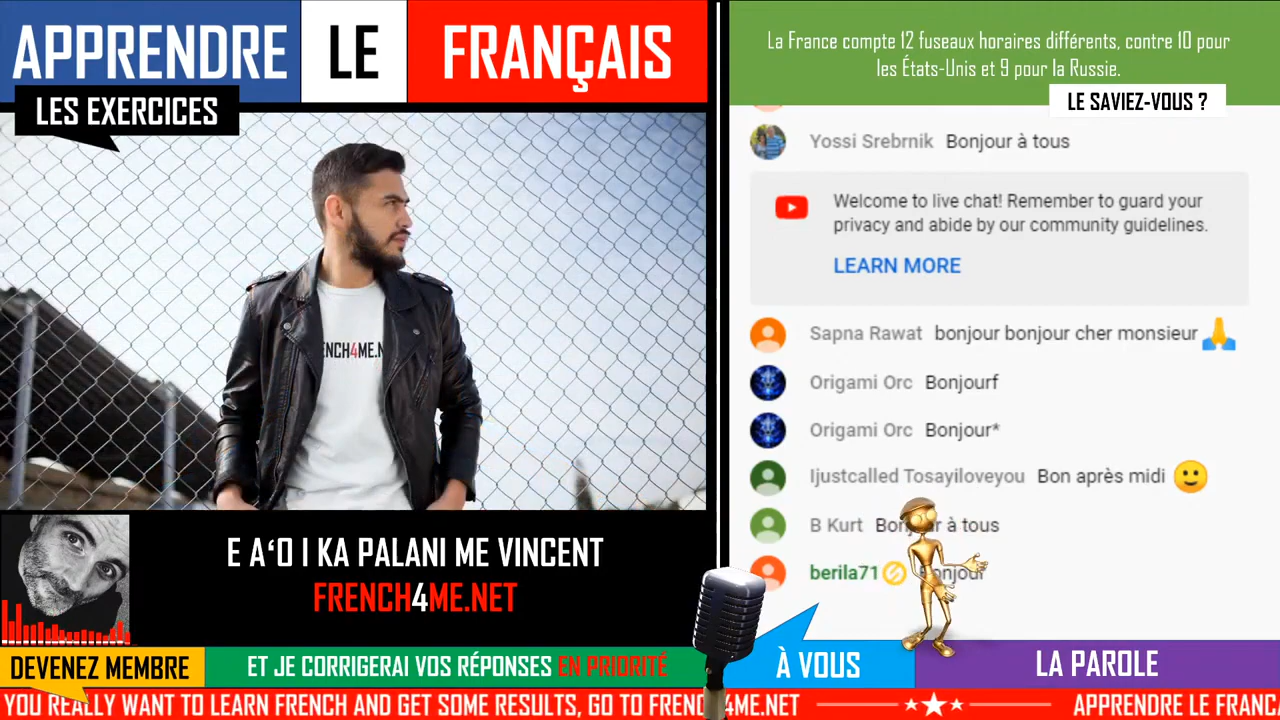 APPRENDRE LE FRANÇAIS
LES EXERCICES
ENCH4ME.N
E AʻO I KA PALANI ME VINCENT
FRENCH4ME.NET
DEVENEZ MEMBRE
ET JE CORRIGERAI VOS RÉPONSES EN PRIORITÉ
La France compte 12 fuseaux horaires différents, contre 10 pour
les États-Unis et 9 pour la Russie.
LE SAVIEZ-VOUS ?
Yossi Srebrnik Bonjour à tous
Welcome to live chat! Remember to guard your
privacy and abide by our community guidelines.
LEARN MORE
Sapna Rawat bonjour bonjour cher monsieur
Origami Orc Bonjourf
Origami Orc Bonjour*
Ijustcalled Tosayiloveyou Bon après midi
B Kurt Bonjour à tous
berila71 Bonjour
À VOUS LA PAROLE
YOU REALLY WANT TO LEARN FRENCH AND GET SOME RESULTS, GO TO FRENCH4ME.NET APPRENDRE LE FRANÇA